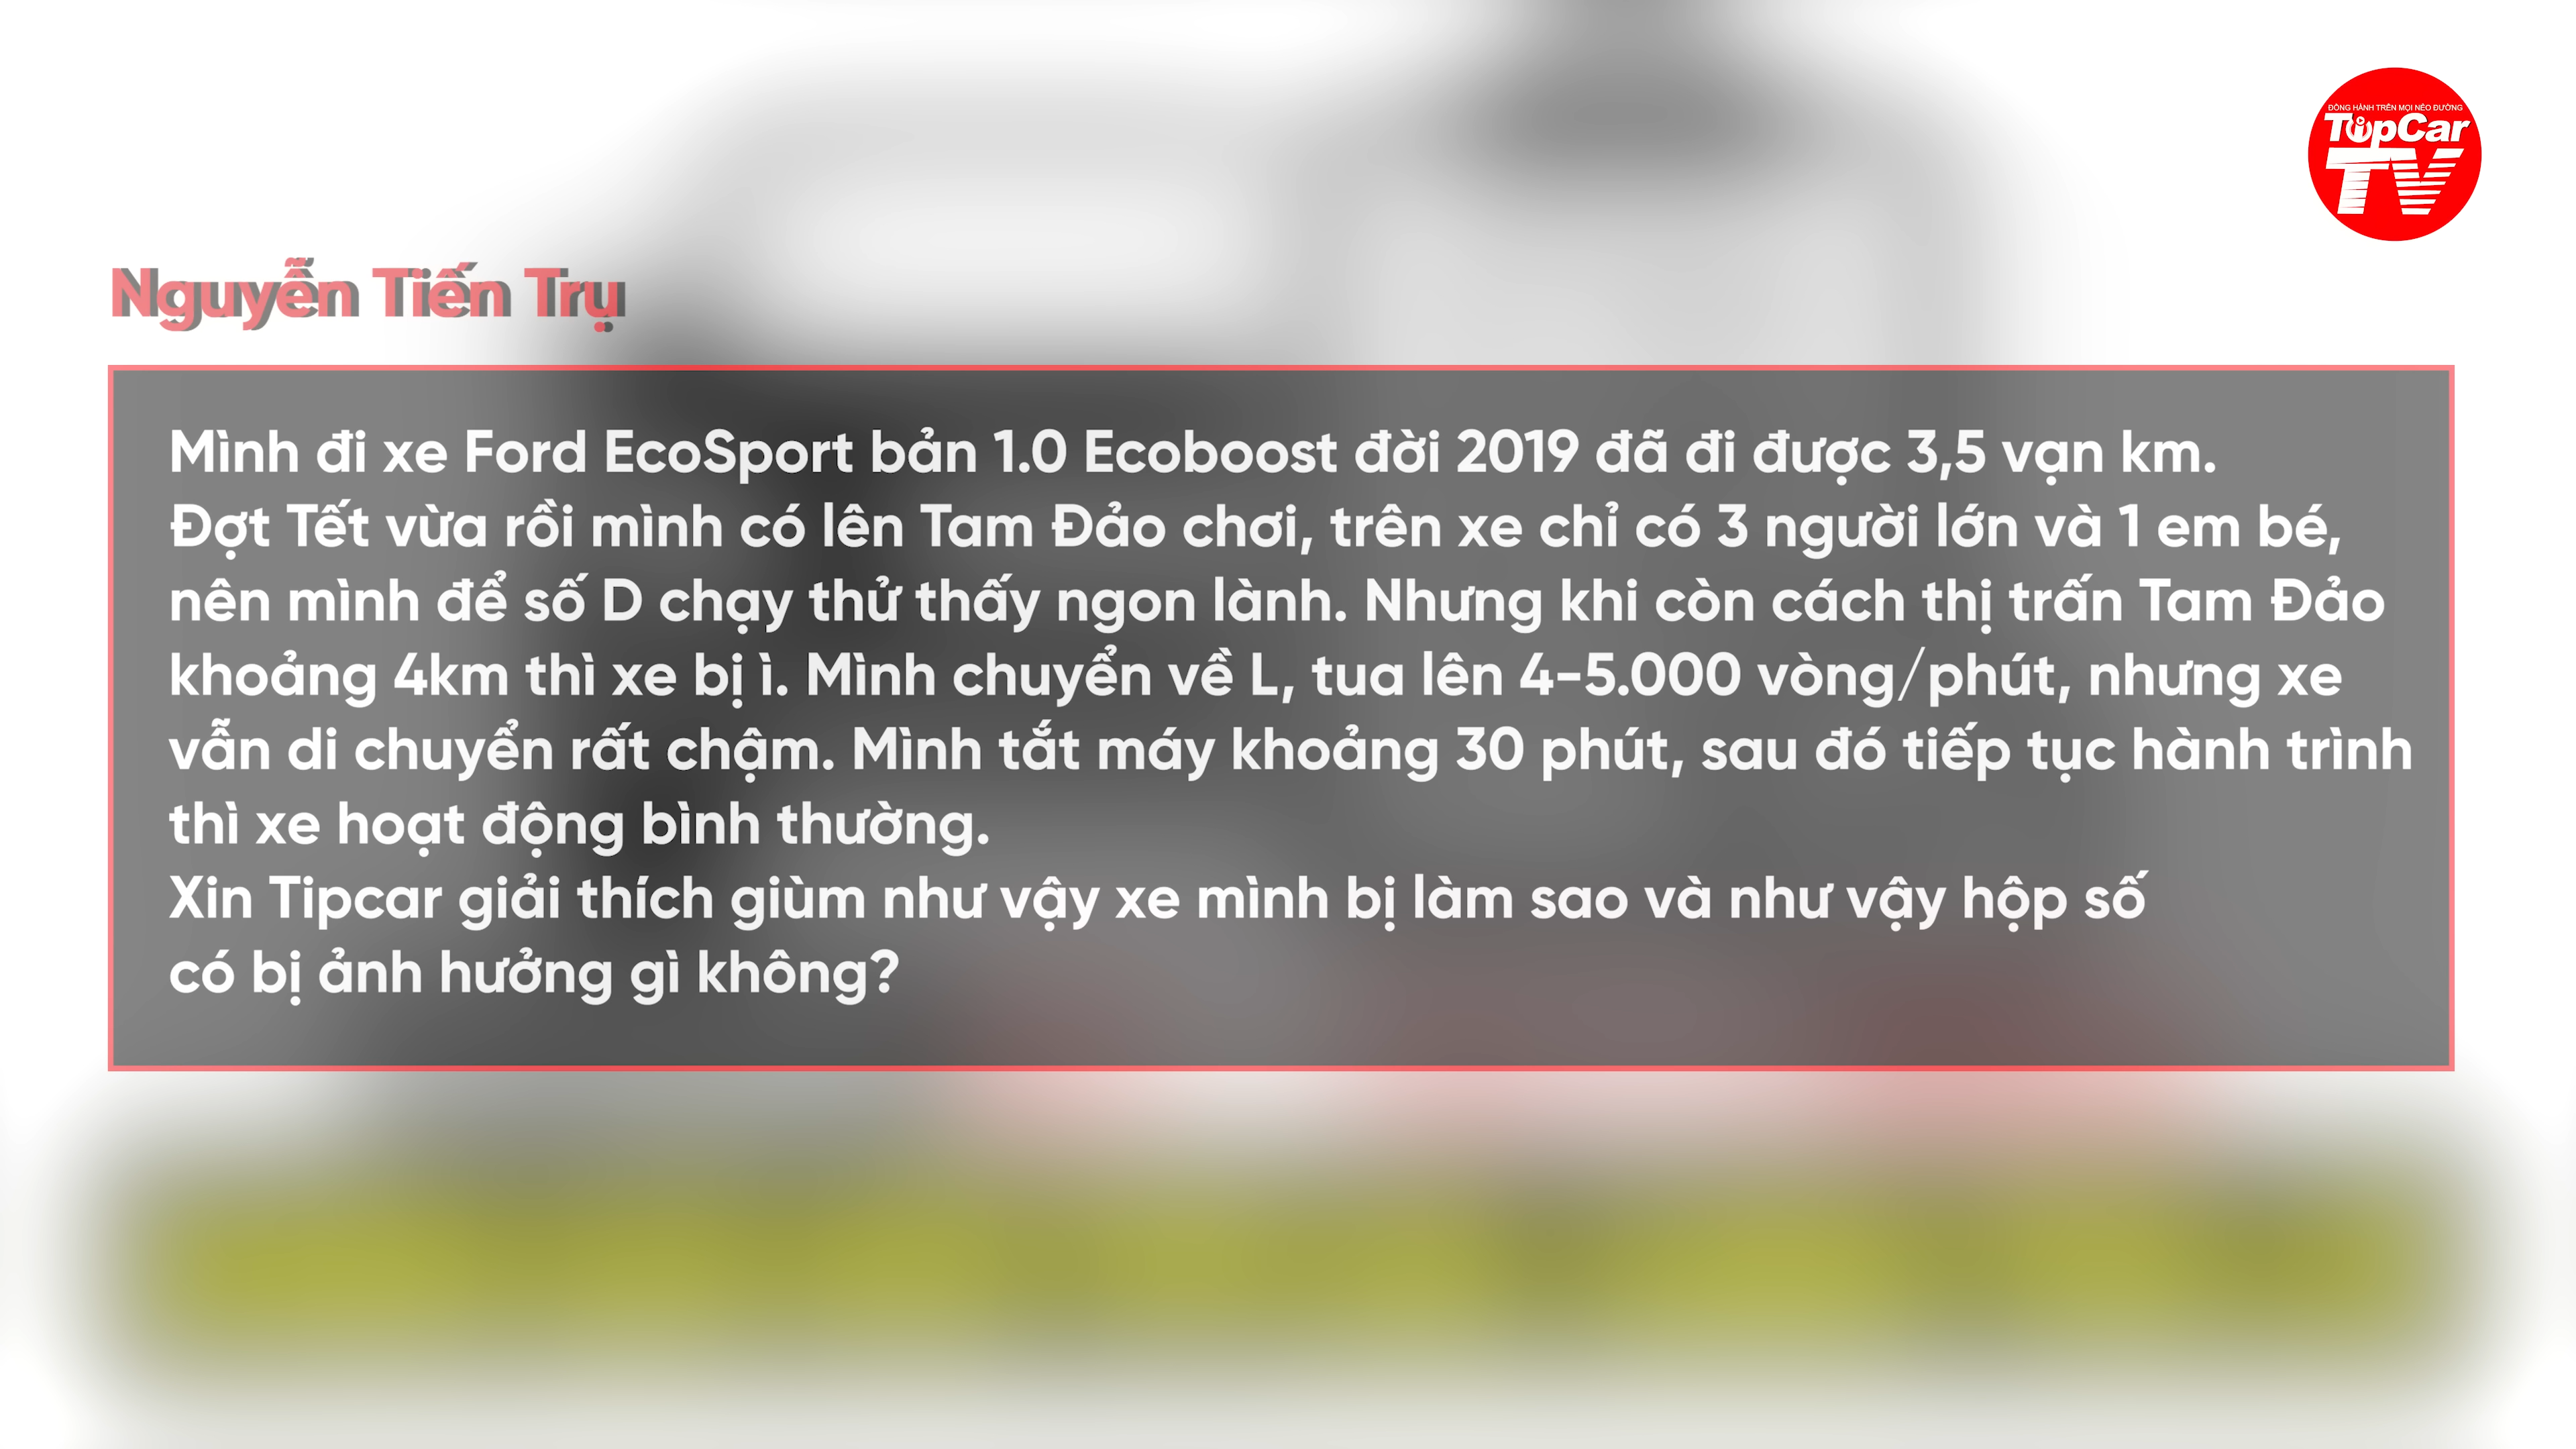 ĐỒNG HÀNH TRÊN MỌI NẺO ĐƯỜNG
TipCar
TV
Nguyễn Tiến Trụ
Mình đi xe Ford EcoSport bản 1.0 Ecoboost đời 2019 đã đi được 3,5 vạn km.
Đợt Tết vừa rồi mình có lên Tam Đảo chơi, trên xe chỉ có 3 người lớn và 1 em bé,
nên mình để số D chạy thử thấy ngon lành. Nhưng khi còn cách thị trấn Tam Đảo
khoảng 4km thì xe bị ì. Mình chuyển về L, tua lên 4-5.000 vòng/phút, nhưng xe
vẫn di chuyển rất chậm. Mình tắt máy khoảng 30 phút, sau đó tiếp tục hành trình
thì xe hoạt động bình thường.
Xin Tipcar giải thích giùm như vậy xe mình bị làm sao và như vậy hộp số
có bị ảnh hưởng gì không?